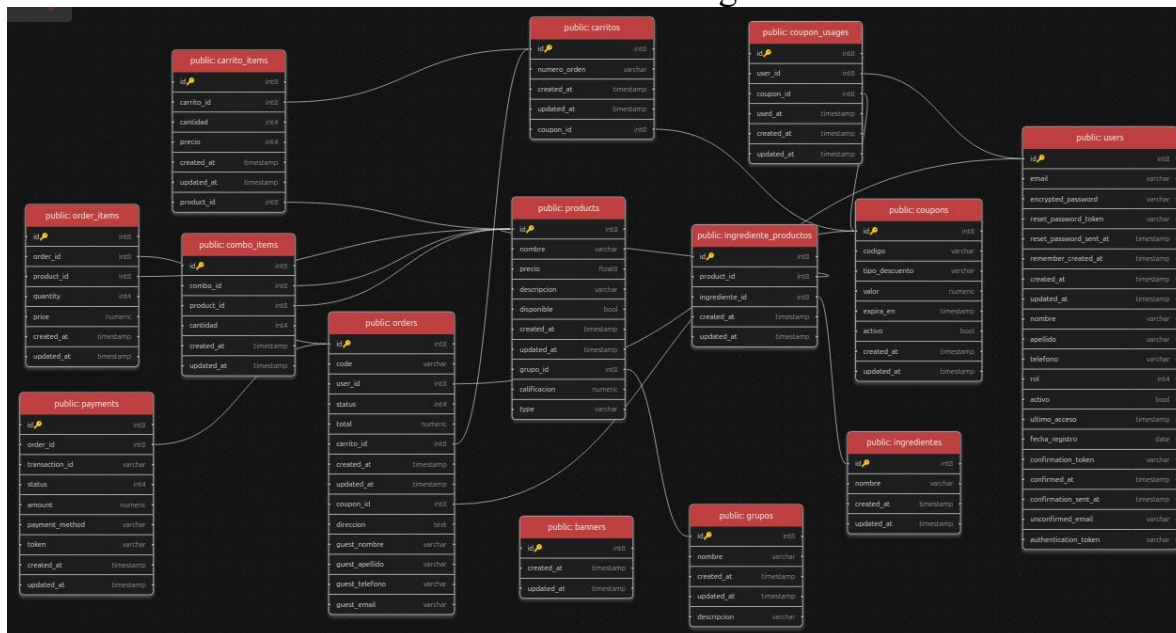 public: carritos
id int8
numero_orden varchar
created_at timestamp
updated_at timestamp
coupon_id int8
public: coupon_usages
id int8
user_id int8
coupon_id int8
used_at timestamp
created_at timestamp
updated_at timestamp
public: carrito_items
id int8
carrito_id int8
cantidad int4
precio int4
created_at timestamp
updated_at timestamp
product_id int8
public: users
id int8
email varchar
encrypted_password varchar
reset_password_token varchar
reset_password_sent_at timestamp
remember_created_at timestamp
created_at timestamp
updated_at timestamp
nombre varchar
apellido varchar
telefono varchar
rol int4
activo bool
ultimo_acceso timestamp
fecha_registro date
confirmation_token varchar
confirmed_at timestamp
confirmation_sent_at timestamp
unconfirmed_email varchar
authentication_token varchar
public: order_items
id int8
order_id int8
product_id int8
quantity int4
price numeric
created_at timestamp
updated_at timestamp
public: combo_items
id int8
combo_id int8
product_id int8
cantidad int4
created_at timestamp
updated_at timestamp
public: products
id int8
nombre varchar
precio float8
descripcion varchar
disponible bool
created_at timestamp
updated_at timestamp
grupo_id int8
calificacion numeric
type varchar
public: ingrediente_productos
id int8
product_id int8
ingrediente_id int8
created_at timestamp
updated_at timestamp
public: coupons
id int8
codigo varchar
tipo_descuento varchar
valor numeric
expira_en timestamp
activo bool
created_at timestamp
updated_at timestamp
public: orders
id int8
code varchar
user_id int8
status int4
total numeric
carrito_id int8
created_at timestamp
updated_at timestamp
coupon_id int8
direccion text
guest_nombre varchar
guest_apellido varchar
guest_telefono varchar
guest_email varchar
public: payments
id int8
order_id int8
transaction_id varchar
status int4
amount numeric
payment_method varchar
token varchar
created_at timestamp
updated_at timestamp
public: ingredientes
id int8
nombre varchar
created_at timestamp
updated_at timestamp
public: banners
id int8
created_at timestamp
updated_at timestamp
public: grupos
id int8
nombre varchar
created_at timestamp
updated_at timestamp
descripcion varchar